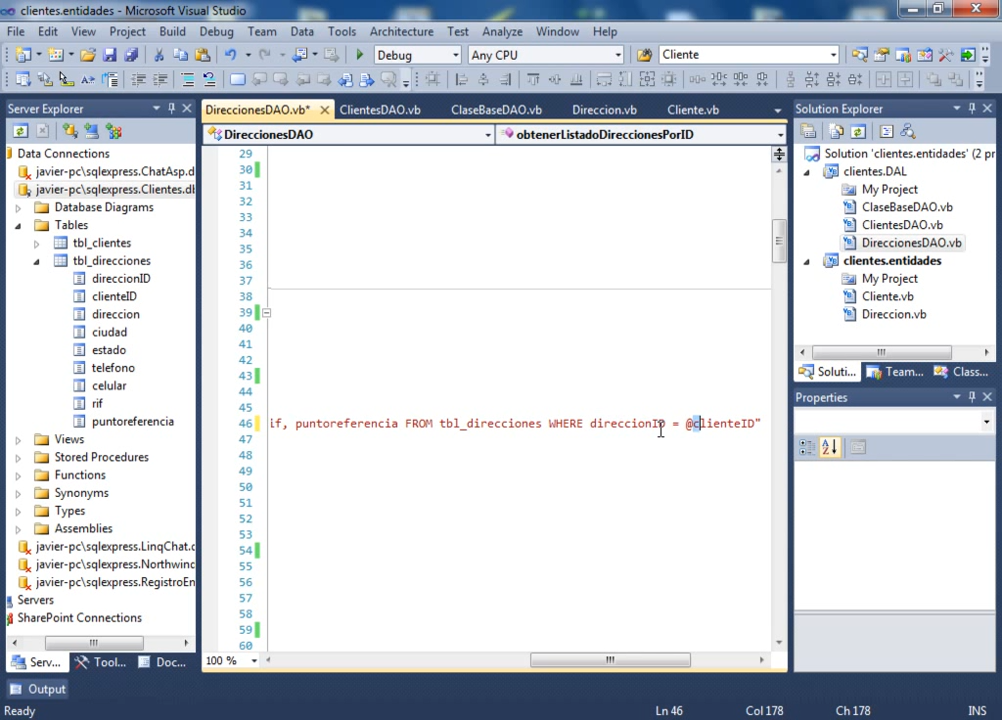 clientes.entidades - Microsoft Visual Studio
File Edit View Project Build Debug Team Data Tools Architecture Test Analyze Window Help
Debug Any CPU Cliente
Server Explorer
Data Connections
javier-pc\sqlexpress.ChatAsp.d
javier-pc\sqlexpress.Clientes.db
Database Diagrams
Tables
tbl_clientes
tbl_direcciones
direccionID
clienteID
direccion
ciudad
estado
telefono
celular
rif
puntoreferencia
Views
Stored Procedures
Functions
Synonyms
Types
Assemblies
javier-pc\sqlexpress.LinqChat.
javier-pc\sqlexpress.Northwinc
javier-pc\sqlexpress.RegistroEn
Servers
SharePoint Connections
Serv... Tool... Doc...
DireccionesDAO.vb* ClientesDAO.vb ClaseBaseDAO.vb Direccion.vb Cliente.vb
DireccionesDAO obtenerListadoDireccionesPorID
29
30
31
32
33
34
35
36
37
38
39
40
41
42
43
44
45
46 if, puntoreferencia FROM tbl_direcciones WHERE direccionID = @clienteID"
47
48
49
50
51
52
53
54
55
56
57
58
59
60
100 %
Solution Explorer
Solution 'clientes.entidades' (2 pr
clientes.DAL
My Project
ClaseBaseDAO.vb
ClientesDAO.vb
DireccionesDAO.vb
clientes.entidades
My Project
Cliente.vb
Direccion.vb
Soluti... Team... Class...
Properties
Output
Ready Ln 46 Col 178 Ch 178 INS